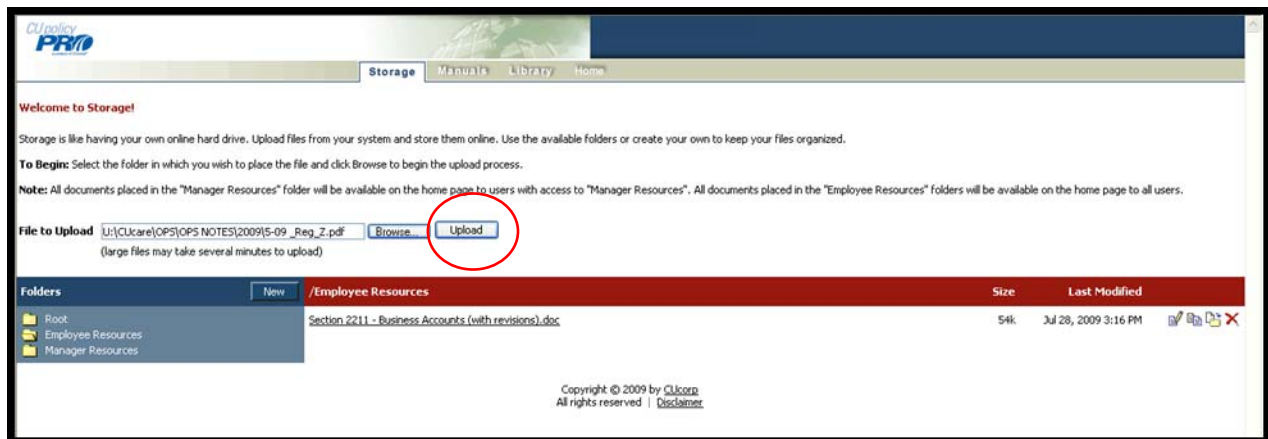 CU policy
PRO
Storage Manuals Library Home
Welcome to Storage!
Storage is like having your own online hard drive. Upload files from your system and store them online. Use the available folders or create your own to keep your files organized.
To Begin: Select the folder in which you wish to place the file and click Browse to begin the upload process.
Note: All documents placed in the "Manager Resources" folder will be available on the home page to users with access to "Manager Resources". All documents placed in the "Employee Resources" folders will be available on the home page to all users.
File to Upload U:\CUcare\OPS\OPS NOTES\2009\5-09 _Reg_Z.pdf Browse... Upload
(large files may take several minutes to upload)
Folders New /Employee Resources Size Last Modified
Root Section 2211 - Business Accounts (with revisions).doc 54k Jul 28, 2009 3:16 PM
Employee Resources
Manager Resources
Copyright © 2009 by CUcorp
All rights reserved | Disclaimer